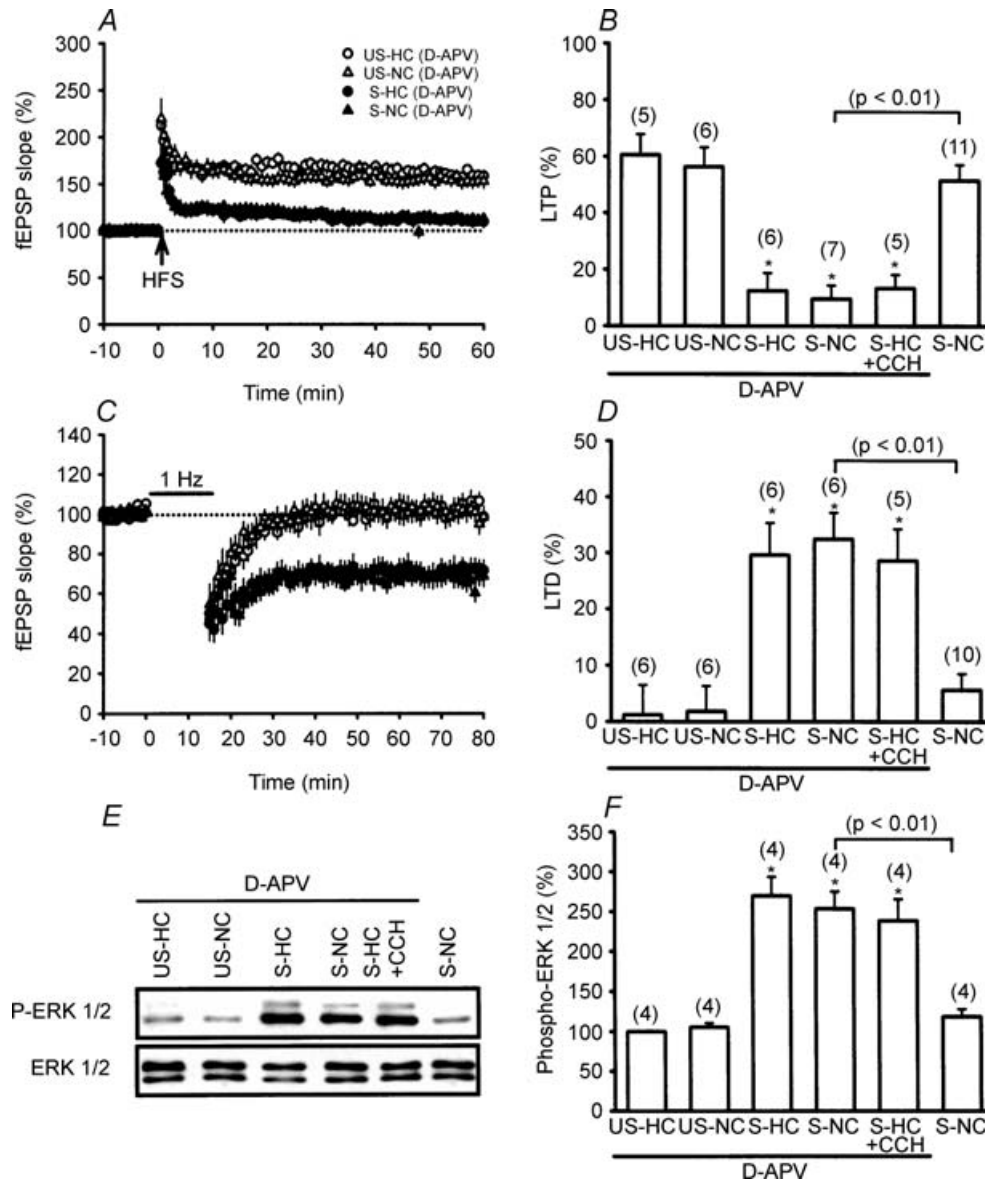 A
300
250
200
150
100
50
0
fEPSP slope (%)
US-HC (D-APV)
US-NC (D-APV)
S-HC (D-APV)
S-NC (D-APV)
HFS
-10 0 10 20 30 40 50 60
Time (min)
B
100
80
60
40
20
0
LTP (%)
(p < 0.01)
(5)
(6)
(6)
(7)
(5)
(11)
*
*
*
US-HC US-NC S-HC S-NC S-HC S-NC
+CCH
D-APV
C
140
120
100
80
60
40
20
0
fEPSP slope (%)
1 Hz
-10 0 10 20 30 40 50 60 70 80
Time (min)
D
50
40
30
20
10
0
LTD (%)
(p < 0.01)
(6)
(6)
(6)
(6)
(5)
(10)
*
*
*
US-HC US-NC S-HC S-NC S-HC S-NC
+CCH
D-APV
E
D-APV
US-HC
US-NC
S-HC
S-NC
S-HC
+CCH
S-NC
P-ERK 1/2
ERK 1/2
F
350
300
250
200
150
100
50
0
Phospho-ERK 1/2 (%)
(p < 0.01)
(4)
(4)
(4)
(4)
(4)
(4)
*
*
*
US-HC US-NC S-HC S-NC S-HC S-NC
+CCH
D-APV